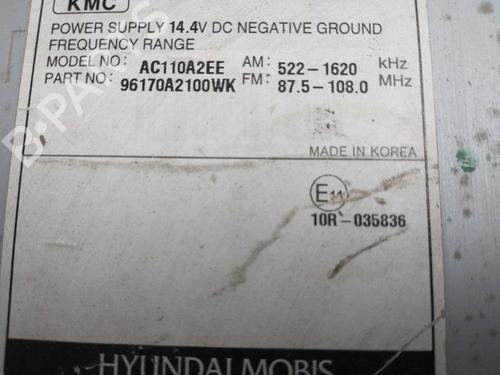 KMC
POWER SUPPLY 14.4V DC NEGATIVE GROUND
FREQUENCY RANGE
MODEL NO: AC110A2EE AM: 522-1620 kHz
PART NO: 96170A2100WK FM: 87.5-108.0 MHz
MADE IN KOREA
E11
10R-035836
HYUNDAI MOBIS
B-PARTS